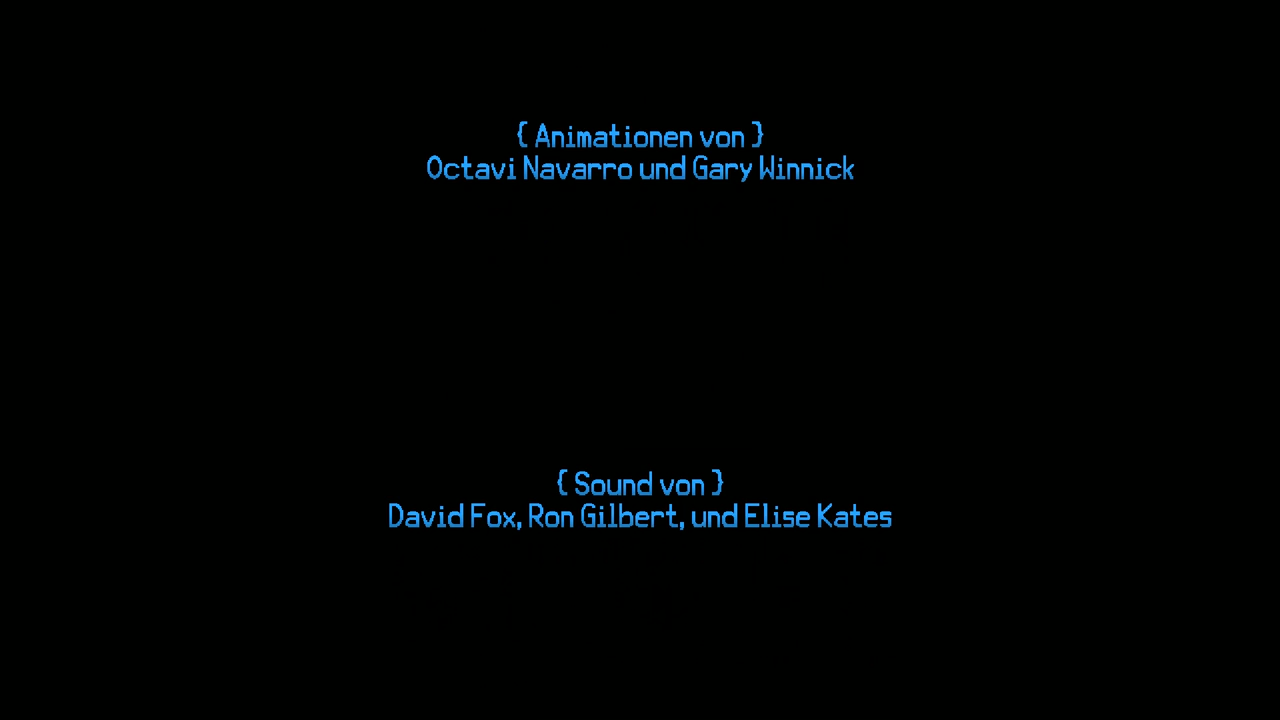 { Animationen von }
Octavi Navarro und Gary Winnick
{ Sound von }
David Fox, Ron Gilbert, und Elise Kates